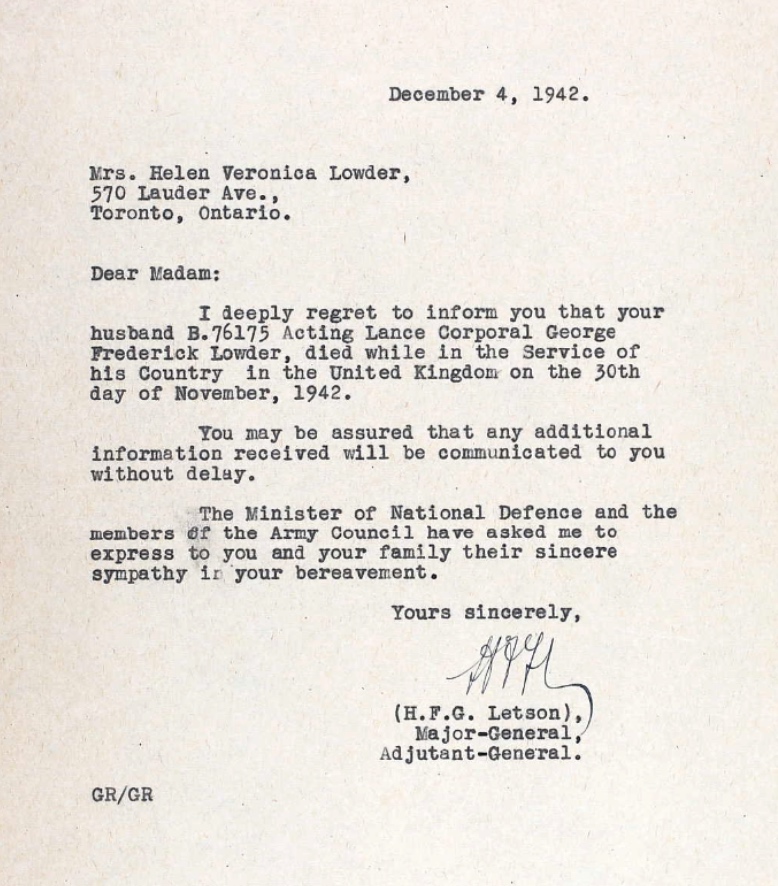 December 4, 1942.
Mrs. Helen Veronica Lowder,
570 Lauder Ave.,
Toronto, Ontario.
Dear Madam:
I deeply regret to inform you that your
husband B.76175 Acting Lance Corporal George
Frederick Lowder, died while in the Service of
his Country in the United Kingdom on the 30th
day of November, 1942.
You may be assured that any additional
information received will be communicated to you
without delay.
The Minister of National Defence and the
members of the Army Council have asked me to
express to you and your family their sincere
sympathy in your bereavement.
Yours sincerely,
(H.F.G. Letson),
Major-General,
Adjutant-General.
GR/GR